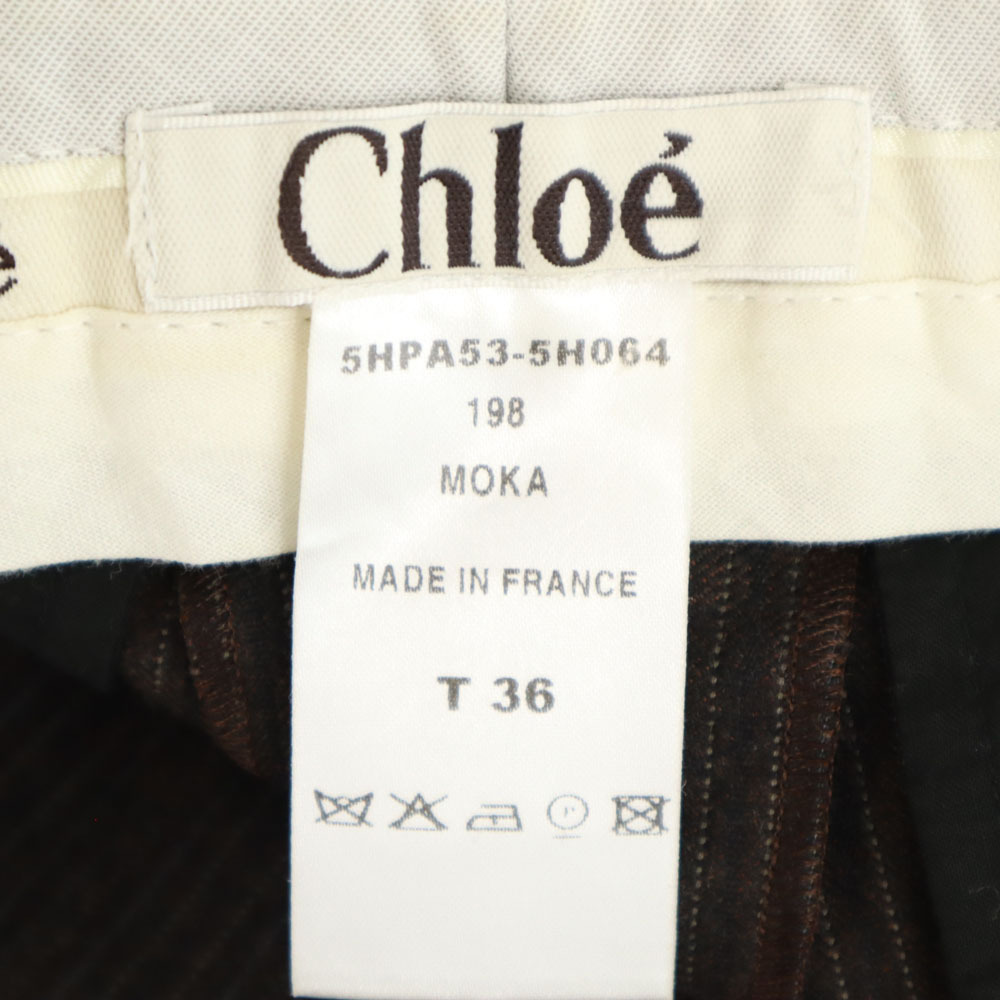 Chloé
e
5HPA53-5H064
198
MOKA
MADE IN FRANCE
T 36
P